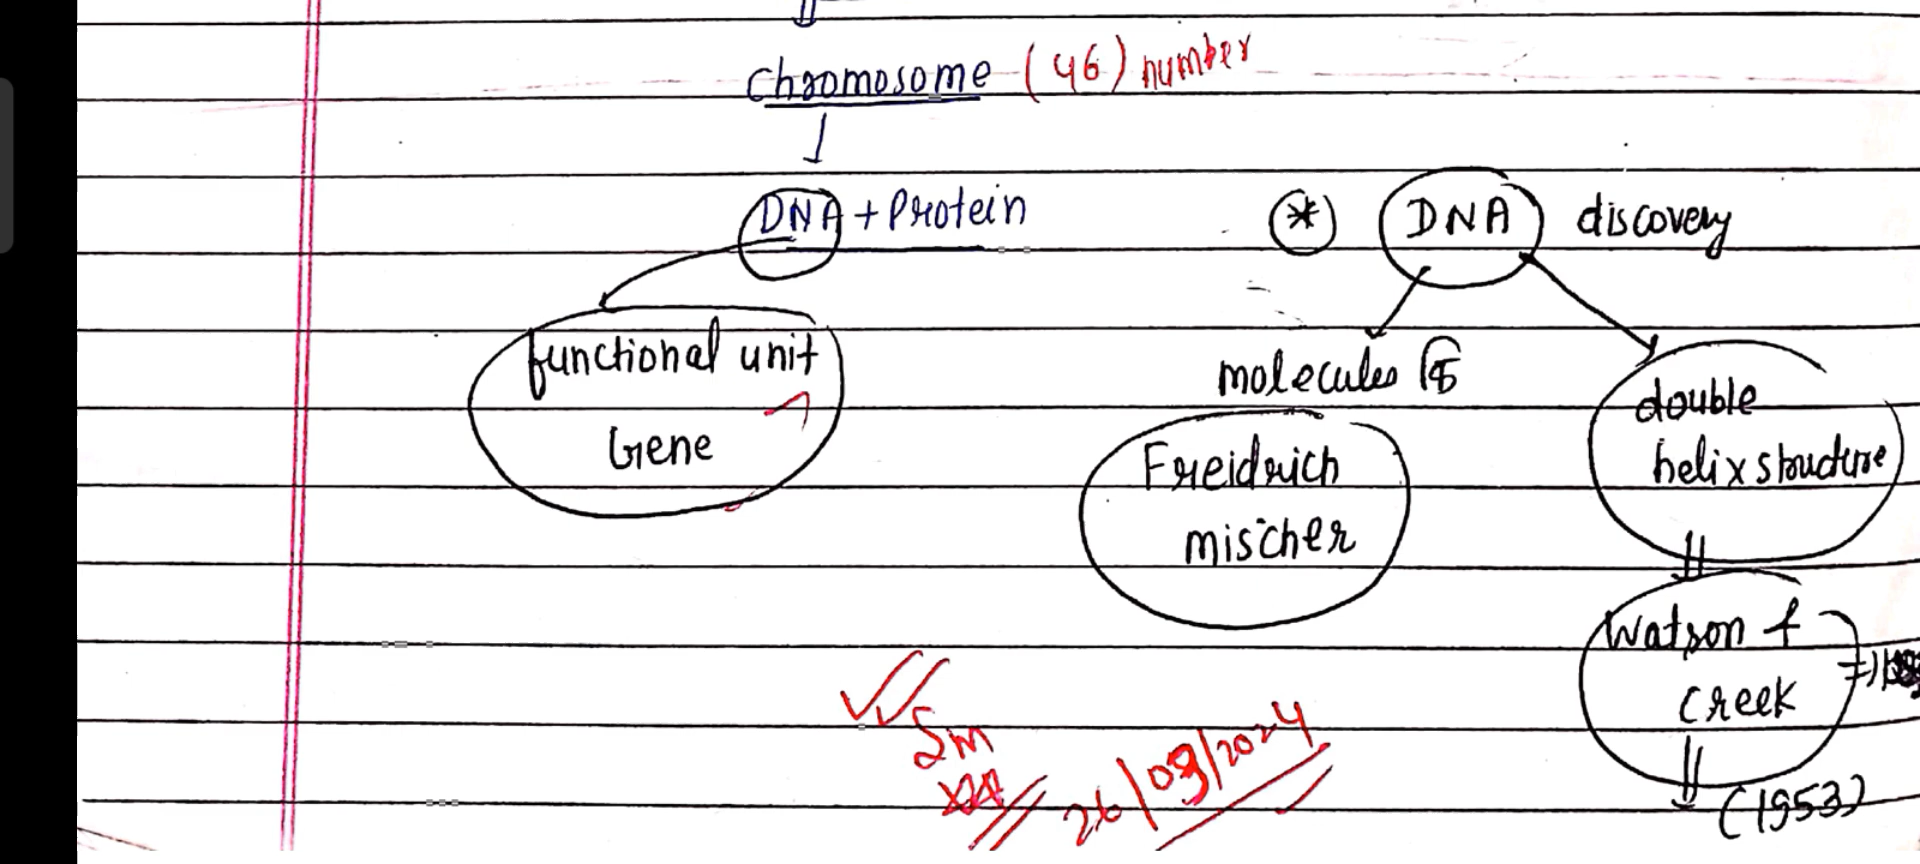 Chromosome (46) number
DNA + Protein
functional unit
Gene
* DNA discovery
molecules
Freidrich
mischer
double
helix structure
Watson f
creek
(1953)
26/09/2024